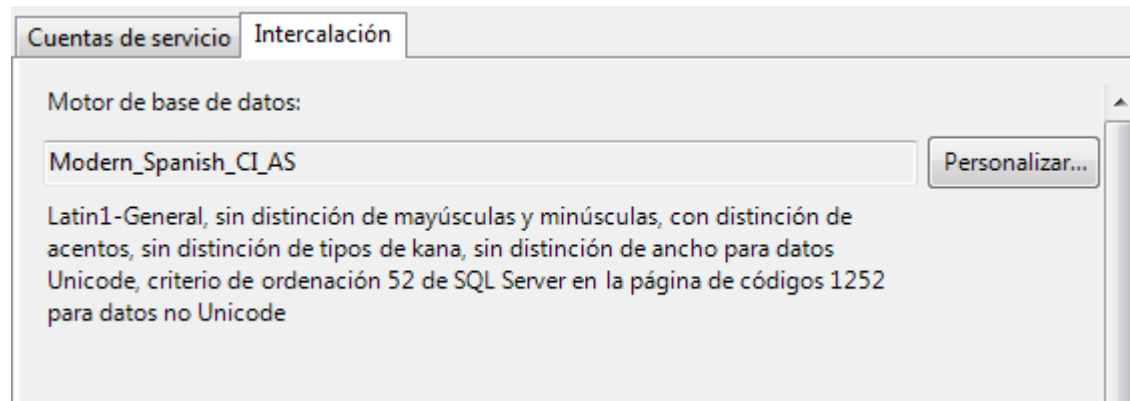 Cuentas de servicio Intercalación
Motor de base de datos:
Modern_Spanish_CI_AS Personalizar...
Latin1-General, sin distinción de mayúsculas y minúsculas, con distinción de
acentos, sin distinción de tipos de kana, sin distinción de ancho para datos
Unicode, criterio de ordenación 52 de SQL Server en la página de códigos 1252
para datos no Unicode